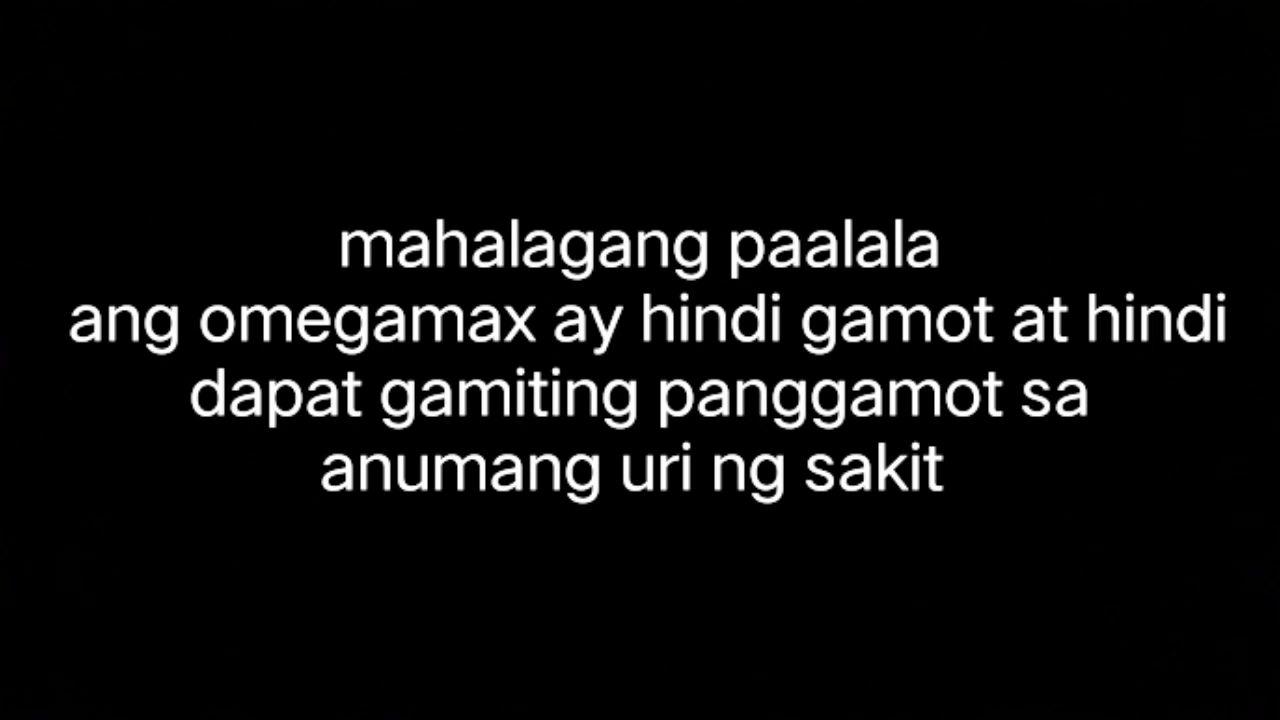 mahalagang paalala
ang omegamax ay hindi gamot at hindi
dapat gamiting panggamot sa
anumang uri ng sakit